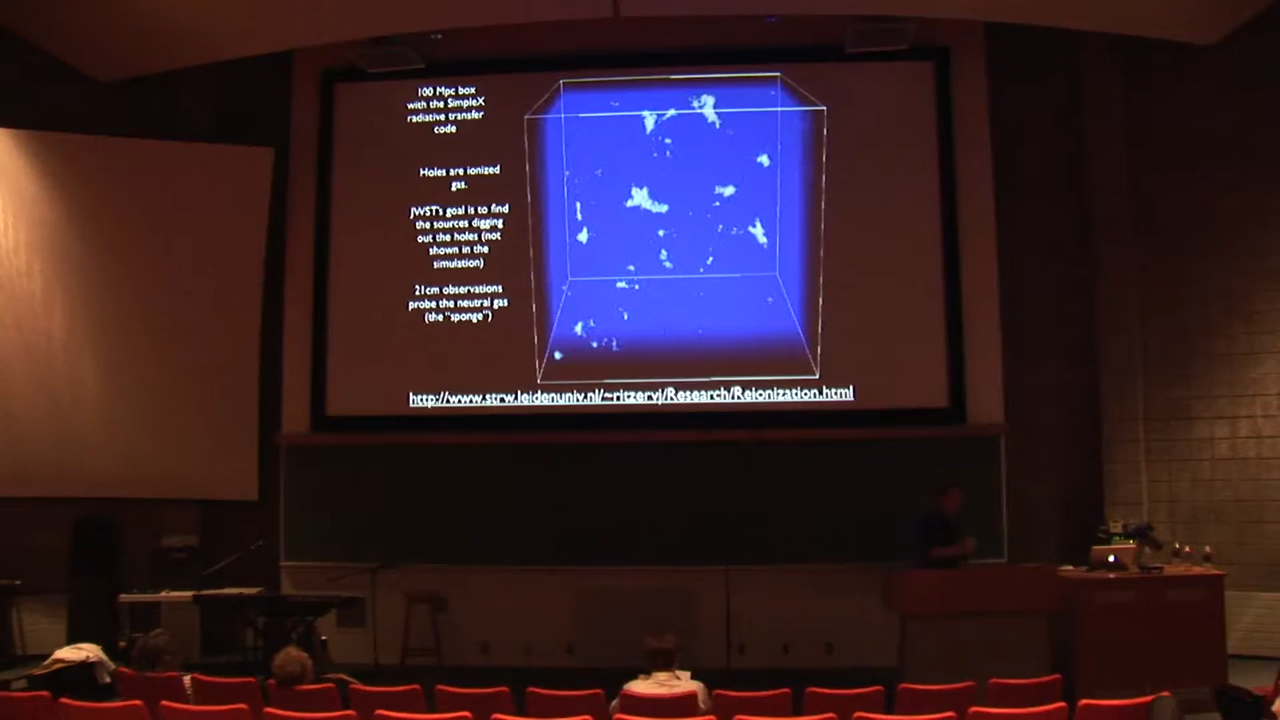 100 Mpc box
with the SimpleX
radiative transfer
code
Holes are ionized
gas.
JWST's goal is to find
the sources digging
out the holes (not
shown in the
simulation)
21cm observations
probe the neutral gas
(the "sponge")
http://www.strw.leidenuniv.nl/~ritzervj/Research/Reionization.html